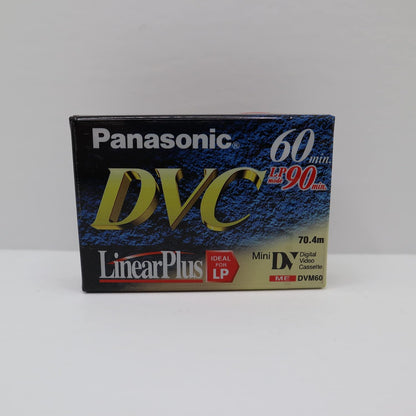 Panasonic®
60 min.
LP mode 90 min.
DVC
70.4m
LinearPlus
IDEAL FOR LP
Mini DV Digital Video Cassette
ME DVM60